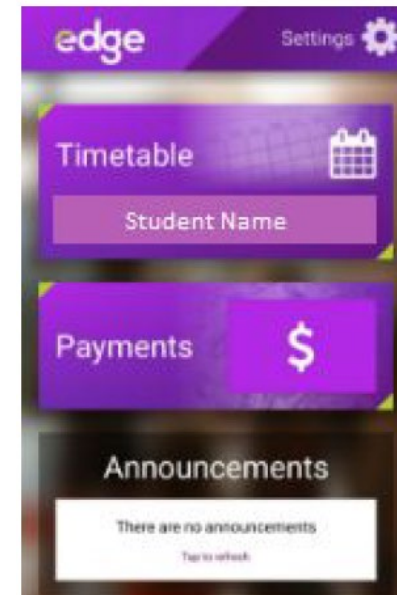 edge
Settings
Timetable
Student Name
Payments
$
Announcements
There are no announcements
Tap to refresh